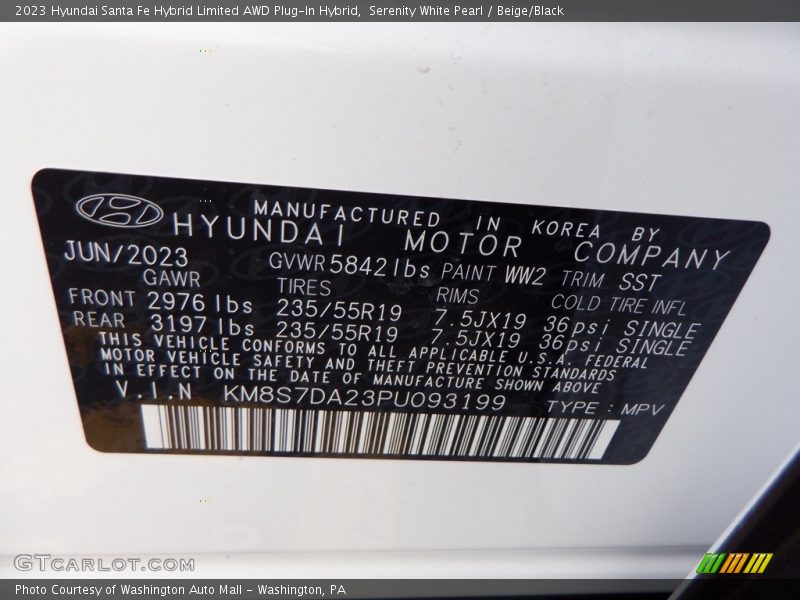 2023 Hyundai Santa Fe Hybrid Limited AWD Plug-In Hybrid, Serenity White Pearl / Beige/Black
MANUFACTURED IN KOREA BY
HYUNDAI MOTOR COMPANY
JUN/2023 GVWR 5842 lbs PAINT WW2 TRIM SST
GAWR TIRES RIMS COLD TIRE INFL
FRONT 2976 lbs 235/55R19 7.5JX19 36psi SINGLE
REAR 3197 lbs 235/55R19 7.5JX19 36psi SINGLE
THIS VEHICLE CONFORMS TO ALL APPLICABLE U.S.A. FEDERAL
MOTOR VEHICLE SAFETY AND THEFT PREVENTION STANDARDS
IN EFFECT ON THE DATE OF MANUFACTURE SHOWN ABOVE
V.I.N KM8S7DA23PU093199 TYPE : MPV
GTCARLOT.COM
Photo Courtesy of Washington Auto Mall - Washington, PA